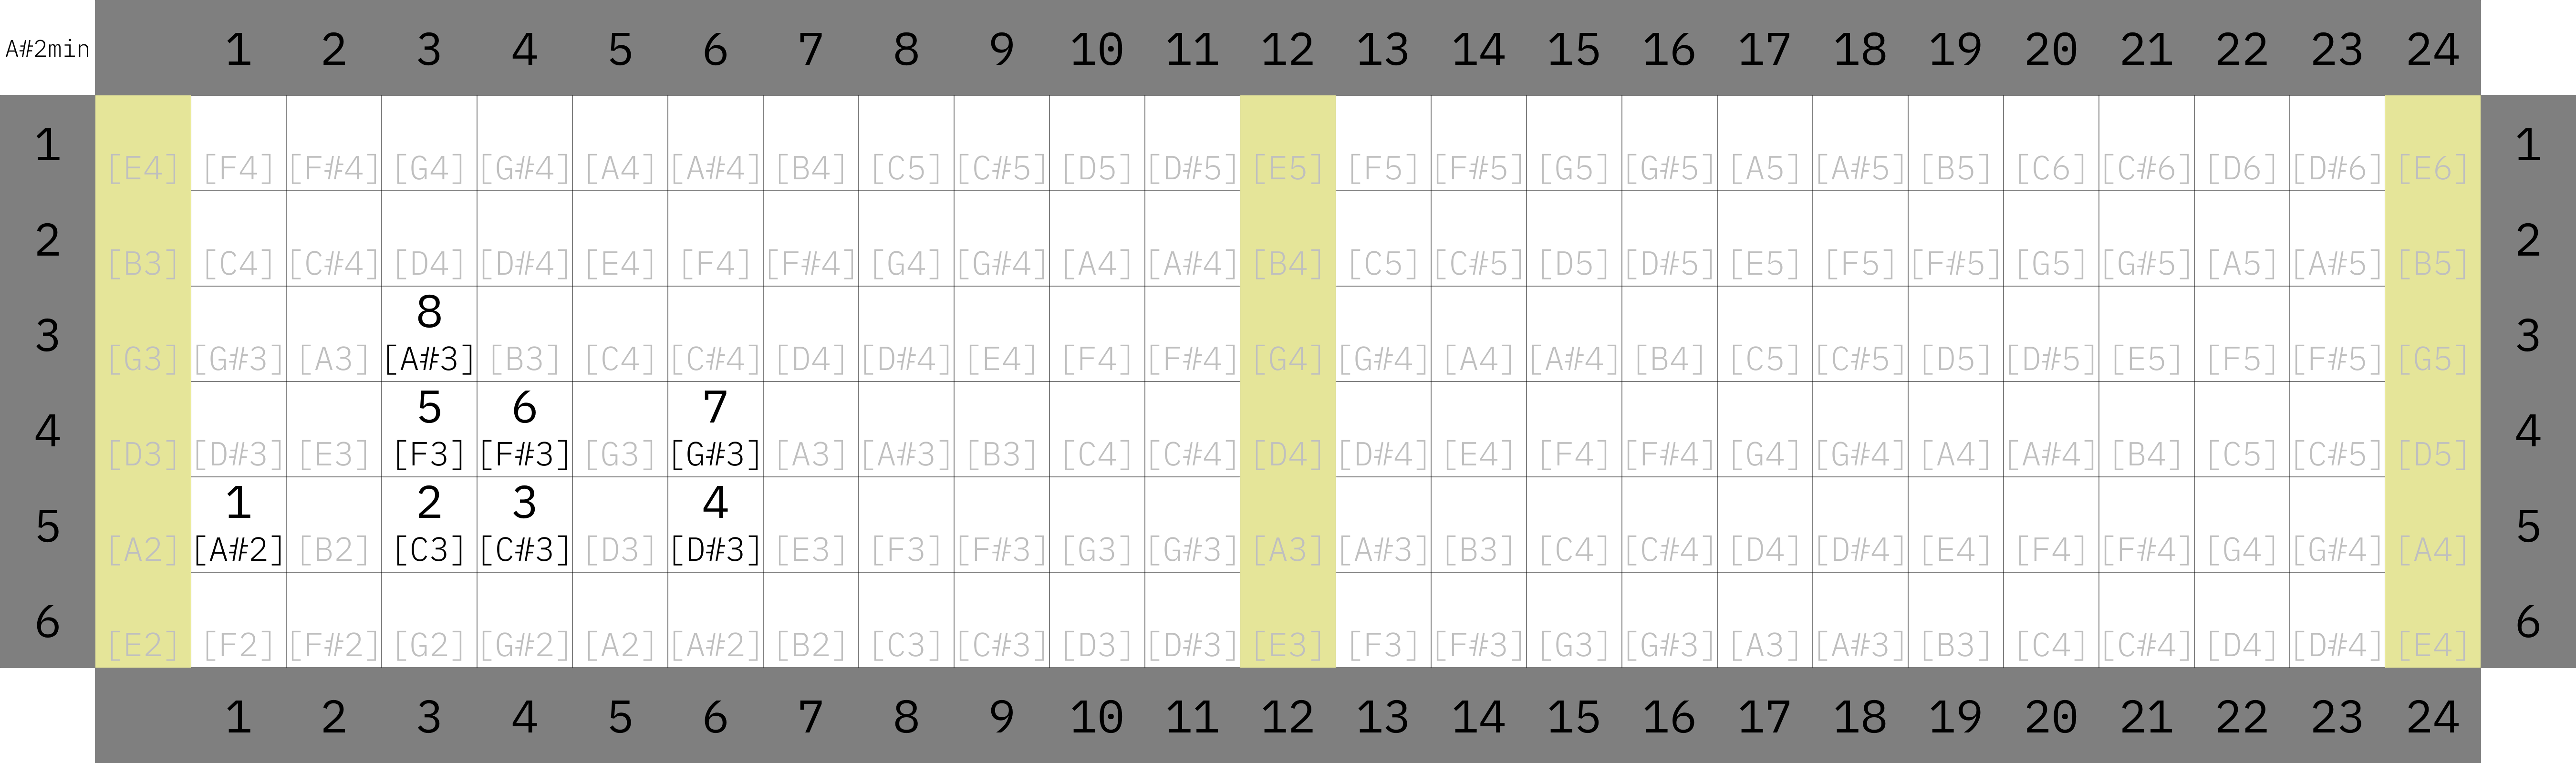 A#2min 1 2 3 4 5 6 7 8 9 10 11 12 13 14 15 16 17 18 19 20 21 22 23 24
1 [E4] [F4] [F#4] [G4] [G#4] [A4] [A#4] [B4] [C5] [C#5] [D5] [D#5] [E5] [F5] [F#5] [G5] [G#5] [A5] [A#5] [B5] [C6] [C#6] [D6] [D#6] [E6] 1
2 [B3] [C4] [C#4] [D4] [D#4] [E4] [F4] [F#4] [G4] [G#4] [A4] [A#4] [B4] [C5] [C#5] [D5] [D#5] [E5] [F5] [F#5] [G5] [G#5] [A5] [A#5] [B5] 2
8
3 [G3] [G#3] [A3] [A#3] [B3] [C4] [C#4] [D4] [D#4] [E4] [F4] [F#4] [G4] [G#4] [A4] [A#4] [B4] [C5] [C#5] [D5] [D#5] [E5] [F5] [F#5] [G5] 3
5 6 7
4 [D3] [D#3] [E3] [F3] [F#3] [G3] [G#3] [A3] [A#3] [B3] [C4] [C#4] [D4] [D#4] [E4] [F4] [F#4] [G4] [G#4] [A4] [A#4] [B4] [C5] [C#5] [D5] 4
1 2 3 4
5 [A2] [A#2] [B2] [C3] [C#3] [D3] [D#3] [E3] [F3] [F#3] [G3] [G#3] [A3] [A#3] [B3] [C4] [C#4] [D4] [D#4] [E4] [F4] [F#4] [G4] [G#4] [A4] 5
6 [E2] [F2] [F#2] [G2] [G#2] [A2] [A#2] [B2] [C3] [C#3] [D3] [D#3] [E3] [F3] [F#3] [G3] [G#3] [A3] [A#3] [B3] [C4] [C#4] [D4] [D#4] [E4] 6
1 2 3 4 5 6 7 8 9 10 11 12 13 14 15 16 17 18 19 20 21 22 23 24